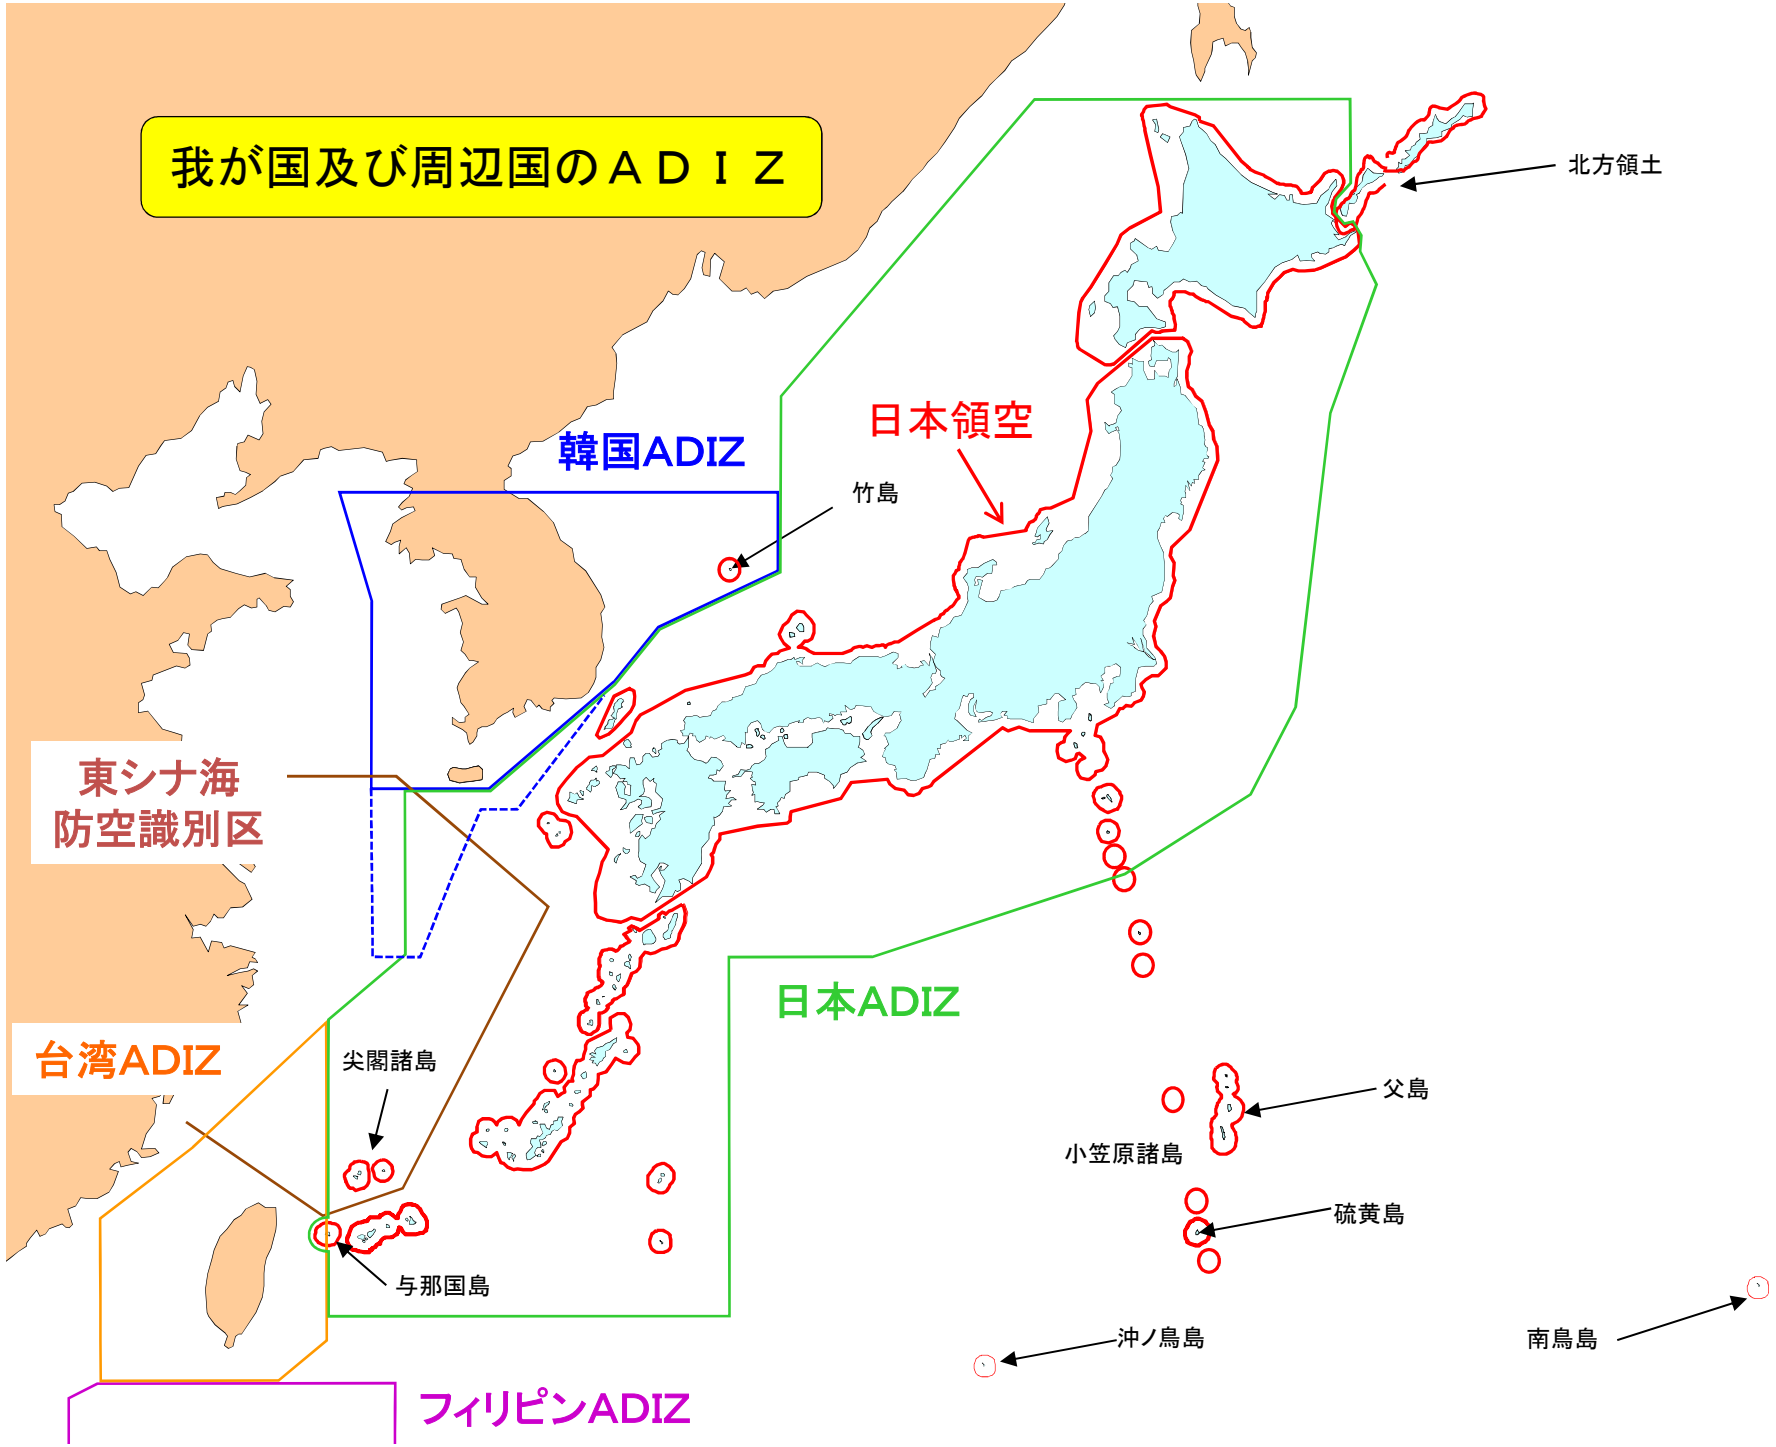 我が国及び周辺国のＡＤＩＺ
北方領土
日本領空
韓国ADIZ
竹島
東シナ海
防空識別区
日本ADIZ
台湾ADIZ
尖閣諸島
父島
小笠原諸島
硫黄島
与那国島
沖ノ鳥島
南鳥島
フィリピンADIZ